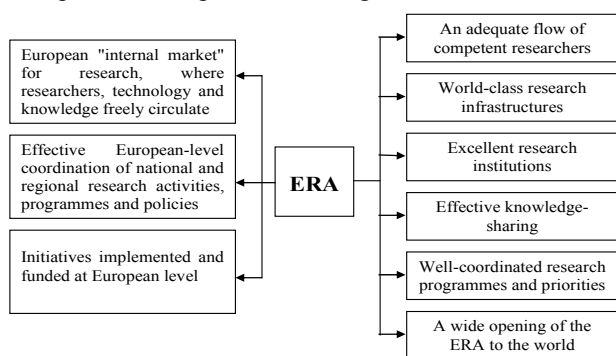 European "internal market"
for research, where
researchers, technology and
knowledge freely circulate
Effective European-level
coordination of national and
regional research activities,
programmes and policies
Initiatives implemented and
funded at European level
ERA
An adequate flow of
competent researchers
World-class research
infrastructures
Excellent research
institutions
Effective knowledge-
sharing
Well-coordinated research
programmes and priorities
A wide opening of the
ERA to the world